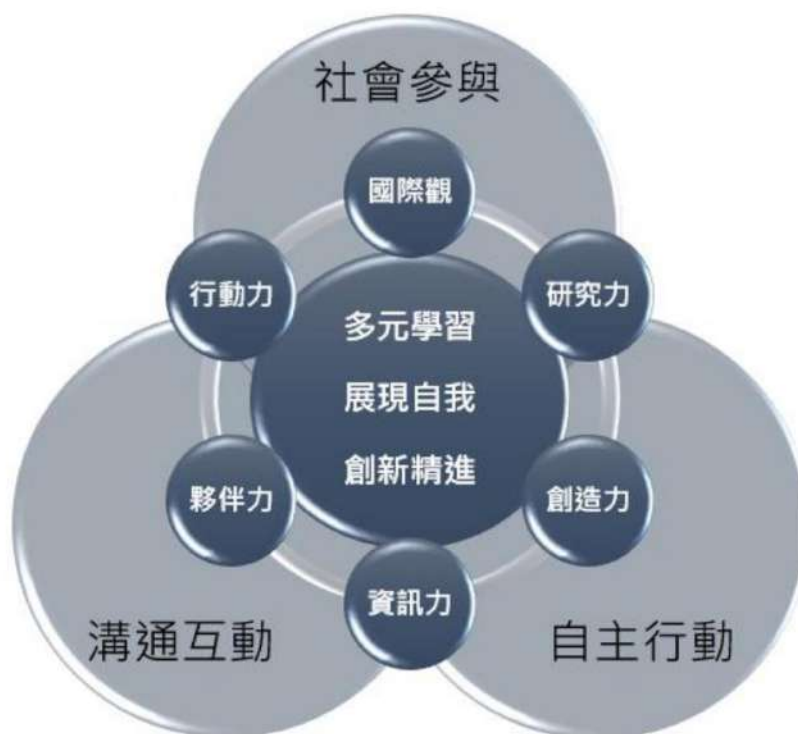 社會參與
國際觀
行動力
研究力
多元學習
展現自我
創新精進
夥伴力
創造力
資訊力
溝通互動
自主行動